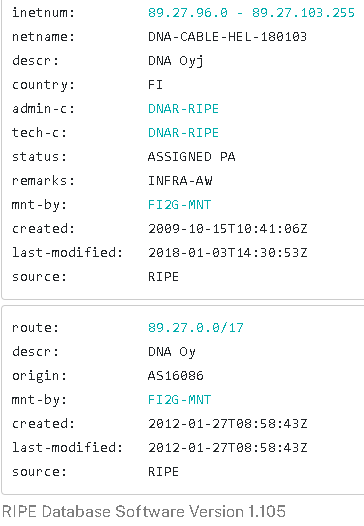 inetnum: 89.27.96.0 - 89.27.103.255
netname: DNA-CABLE-HEL-180103
descr: DNA Oyj
country: FI
admin-c: DNAR-RIPE
tech-c: DNAR-RIPE
status: ASSIGNED PA
remarks: INFRA-AW
mnt-by: FI2G-MNT
created: 2009-10-15T10:41:06Z
last-modified: 2018-01-03T14:30:53Z
source: RIPE
route: 89.27.0.0/17
descr: DNA Oy
origin: AS16086
mnt-by: FI2G-MNT
created: 2012-01-27T08:58:43Z
last-modified: 2012-01-27T08:58:43Z
source: RIPE
RIPE Database Software Version 1.105